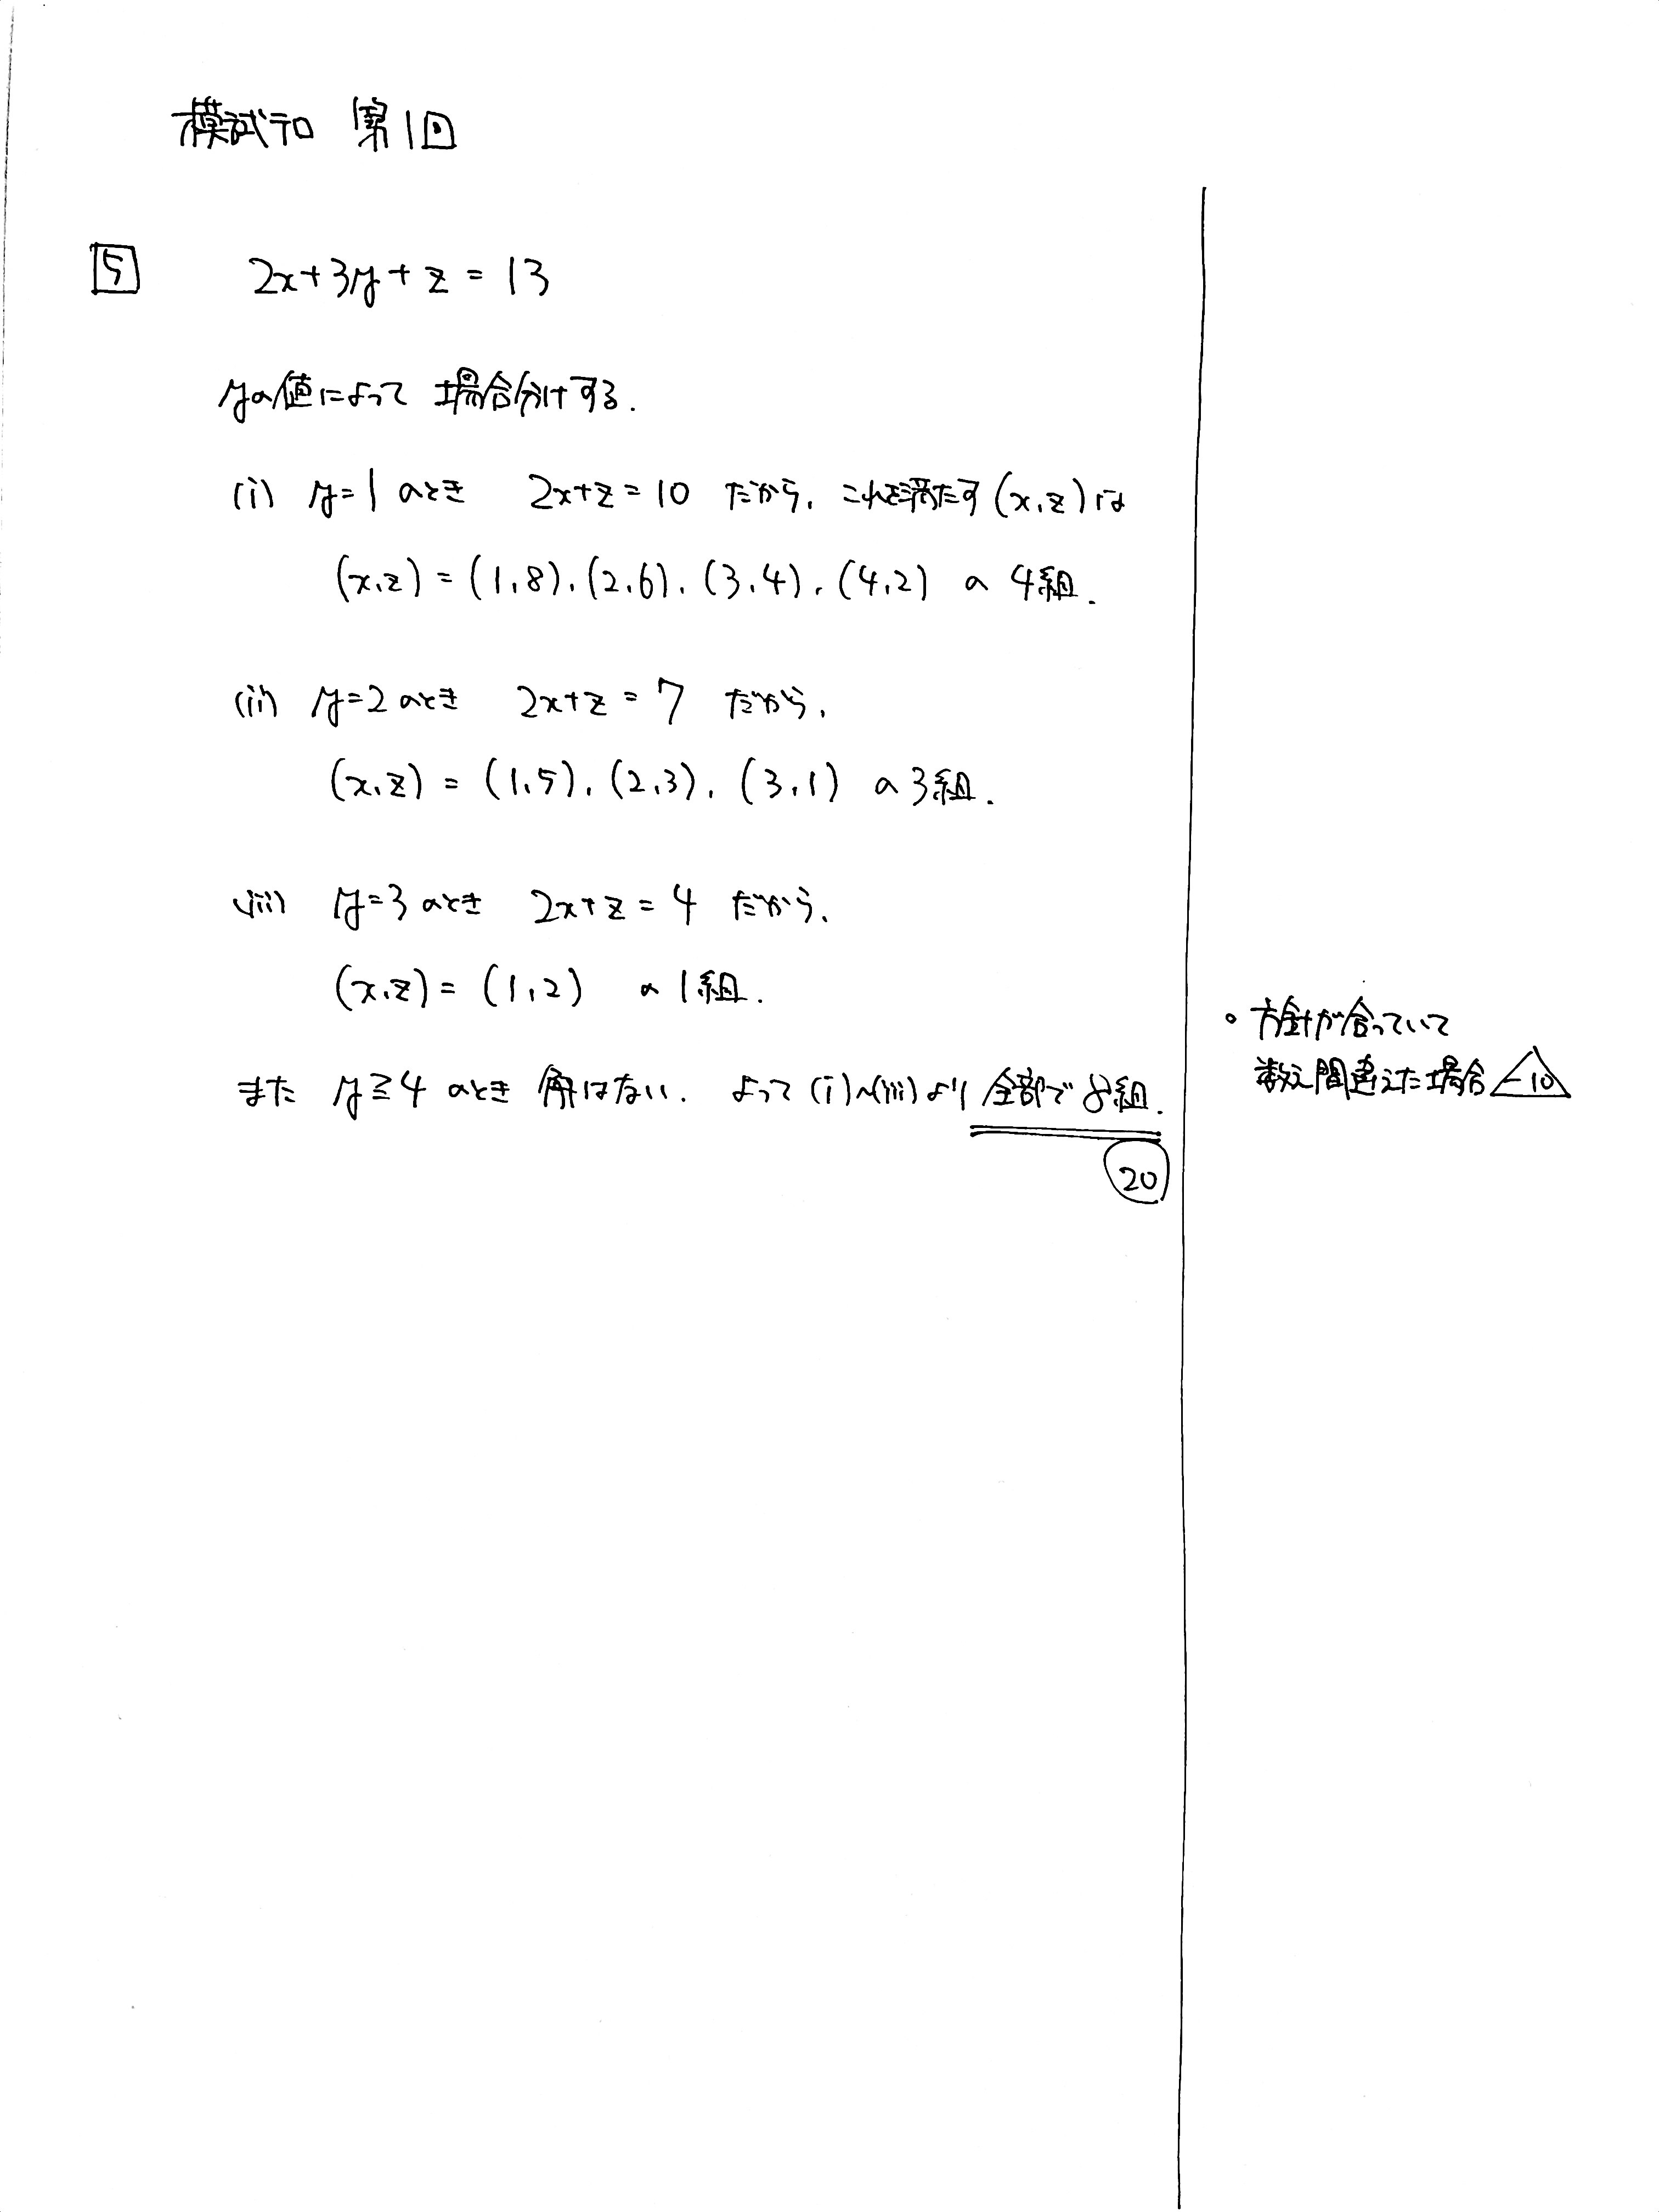 模試テロ 第1回
5
2x+3y+z=13
yの値によって 場合分けする.
(i) y=1のとき 2x+z=10 だから, これを満たす(x,z)は
(x,z)=(1,8),(2,6),(3,4),(4,2) の 4組.
(ii) y=2のとき 2x+z=7 だから,
(x,z)=(1,5),(2,3),(3,1) の3組.
(iii) y=3のとき 2x+z=4 だから,
(x,z)=(1,2) の1組.
また y≧4 のとき 解はない. よって(i)~(iii)より 全部で8組.
20
○ 方針が合っていて
数え間違えた場合 -10